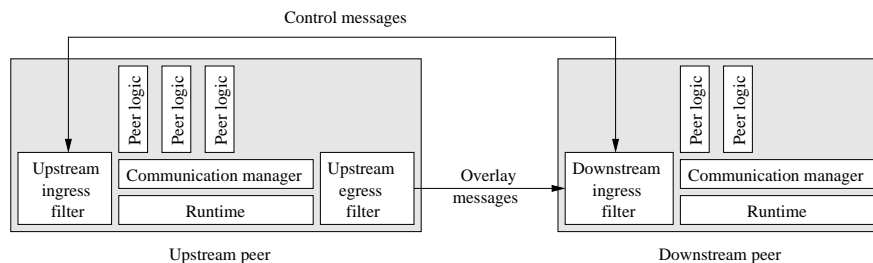 Control messages
Peer logic
Peer logic
Peer logic
Peer logic
Peer logic
Upstream
ingress
filter
Communication manager
Runtime
Upstream
egress
filter
Overlay
messages
Downstream
ingress
filter
Communication manager
Runtime
Upstream peer
Downstream peer